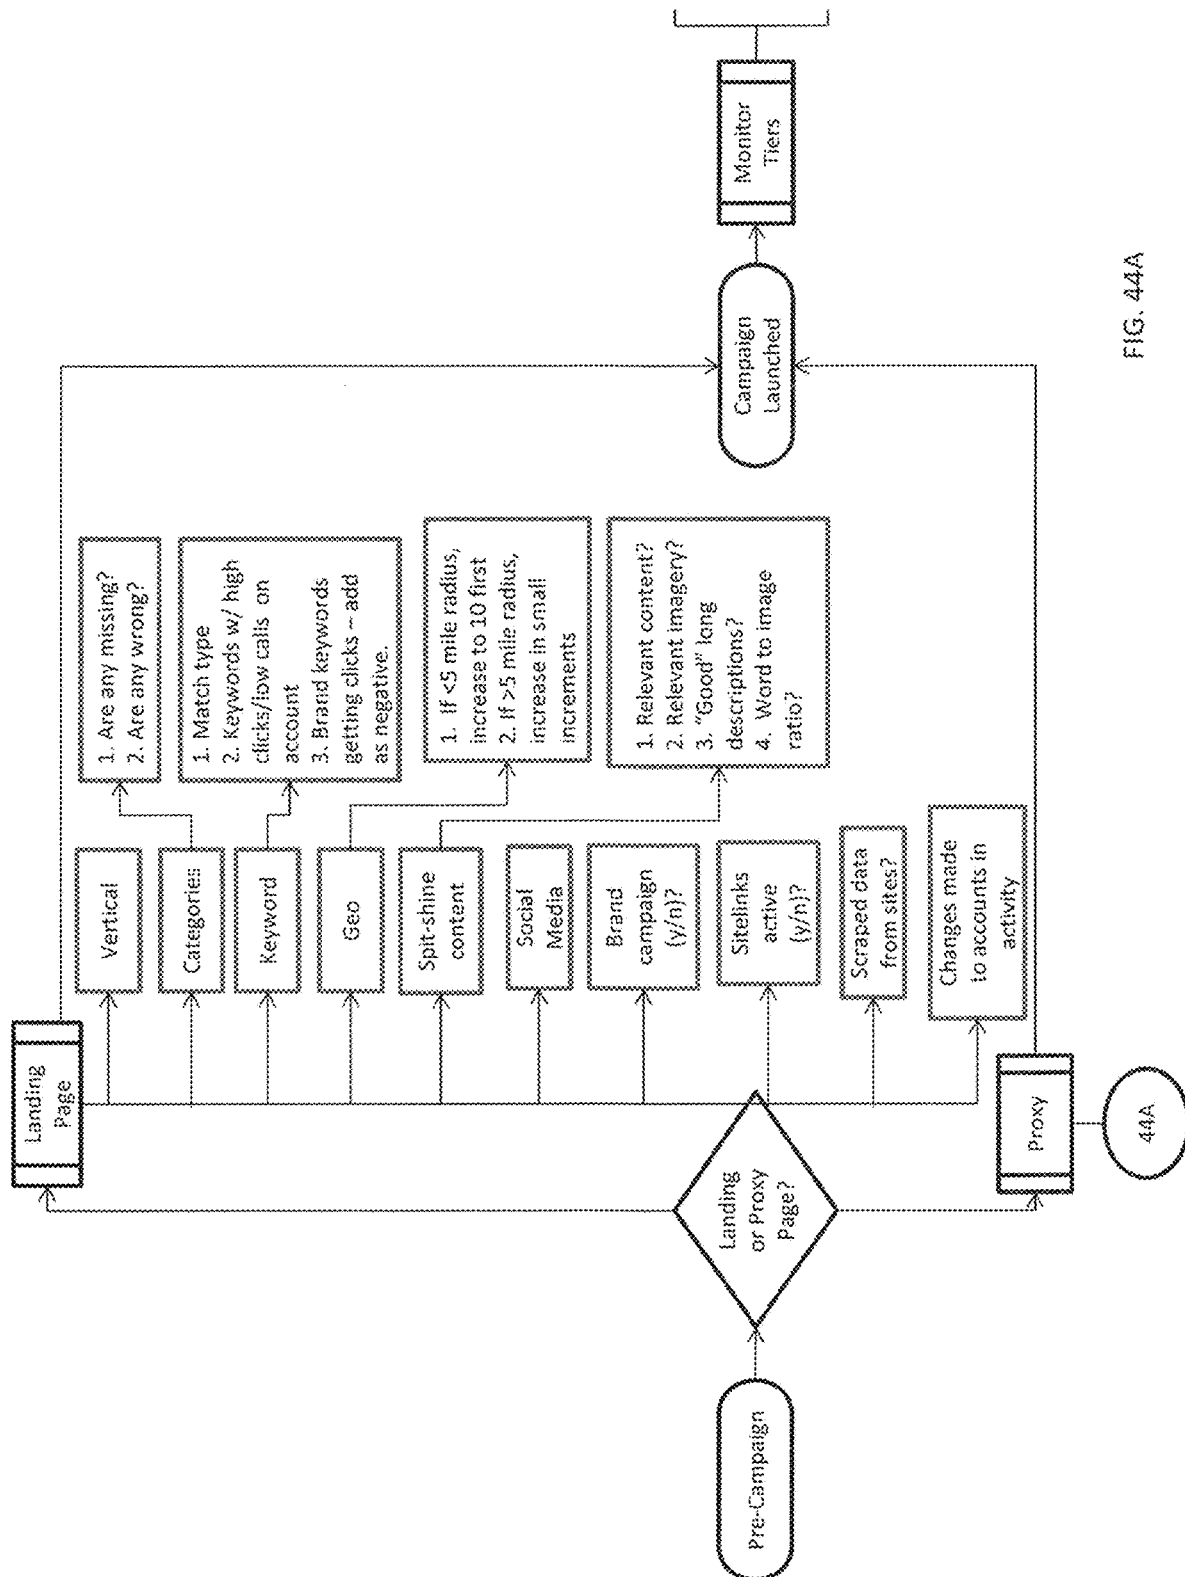 Pre-Campaign
Landing
or Proxy
Page?
Landing
Page
Proxy
44A
Vertical
Categories
Keyword
Geo
Spit-shine
content
Social
Media
Brand
campaign
(y/n)?
Sitelinks
active
(y/n)?
Scraped data
from sites?
Changes made
to accounts in
activity
1. Are any missing?
2. Are any wrong?
1. Match type
2. Keywords w/ high
clicks/low calls on
account
3. Brand keywords
getting clicks – add
as negative.
1. If <5 mile radius,
increase to 10 first
2. If >5 mile radius,
increase in small
increments
1. Relevant content?
2. Relevant imagery?
3. "Good" long
descriptions?
4. Word to image
ratio?
Campaign
Launched
Monitor
Tiers
FIG. 44A